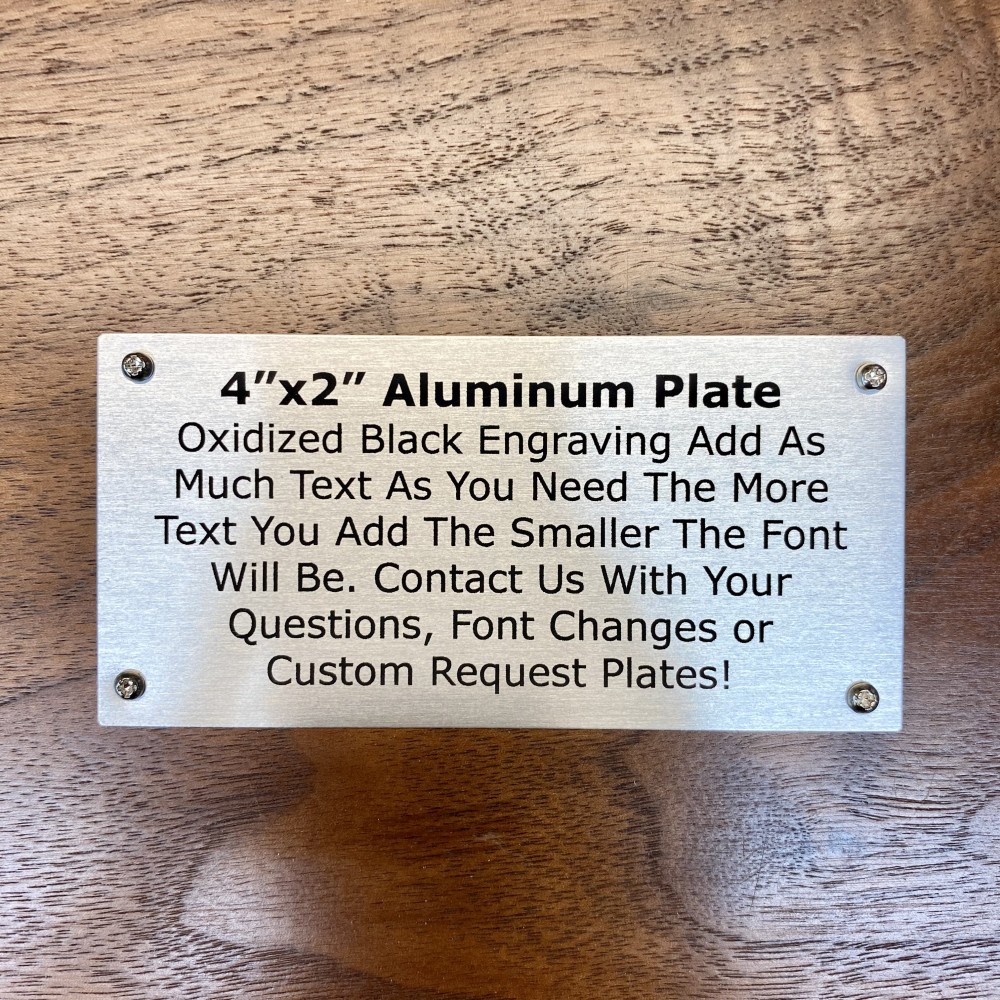 4″x2″ Aluminum Plate
Oxidized Black Engraving Add As
Much Text As You Need The More
Text You Add The Smaller The Font
Will Be. Contact Us With Your
Questions, Font Changes or
Custom Request Plates!